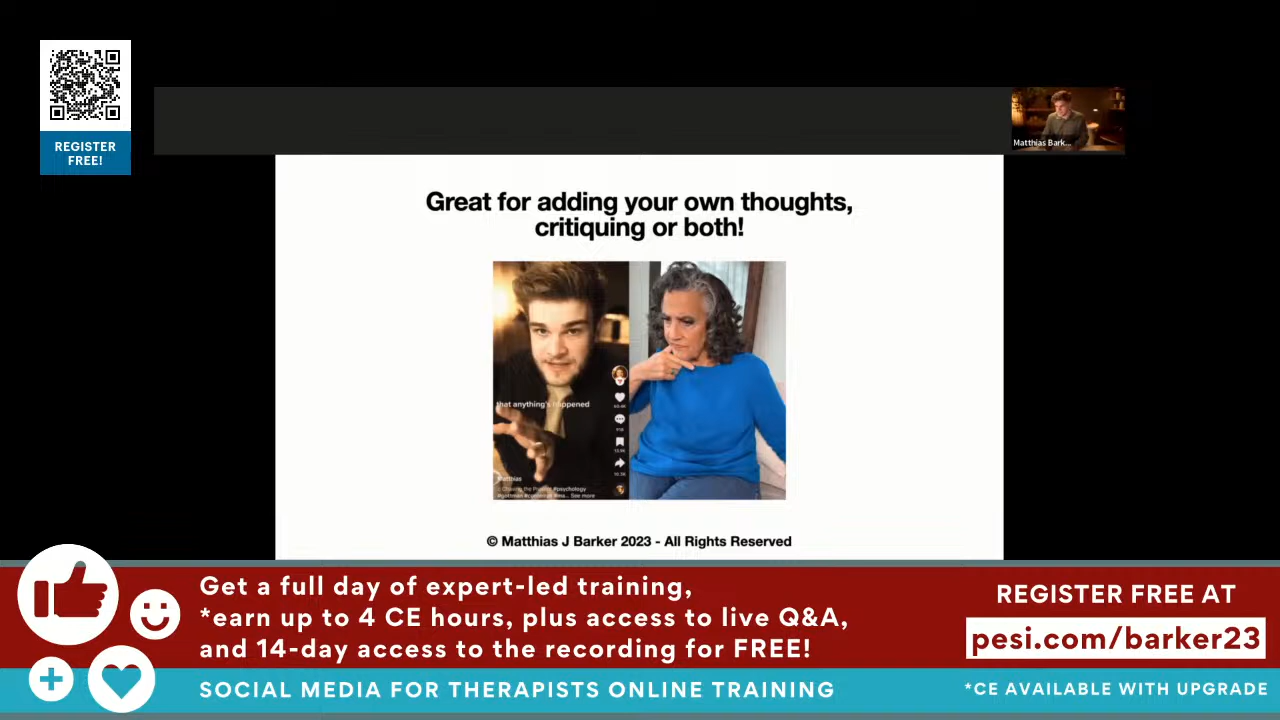 REGISTER
FREE!
Matthias Bark...
Great for adding your own thoughts,
critiquing or both!
that anything's happened
Matthias
See more
© Matthias J Barker 2023 - All Rights Reserved
Get a full day of expert-led training,
*earn up to 4 CE hours, plus access to live Q&A,
and 14-day access to the recording for FREE!
SOCIAL MEDIA FOR THERAPISTS ONLINE TRAINING
REGISTER FREE AT
pesi.com/barker23
*CE AVAILABLE WITH UPGRADE